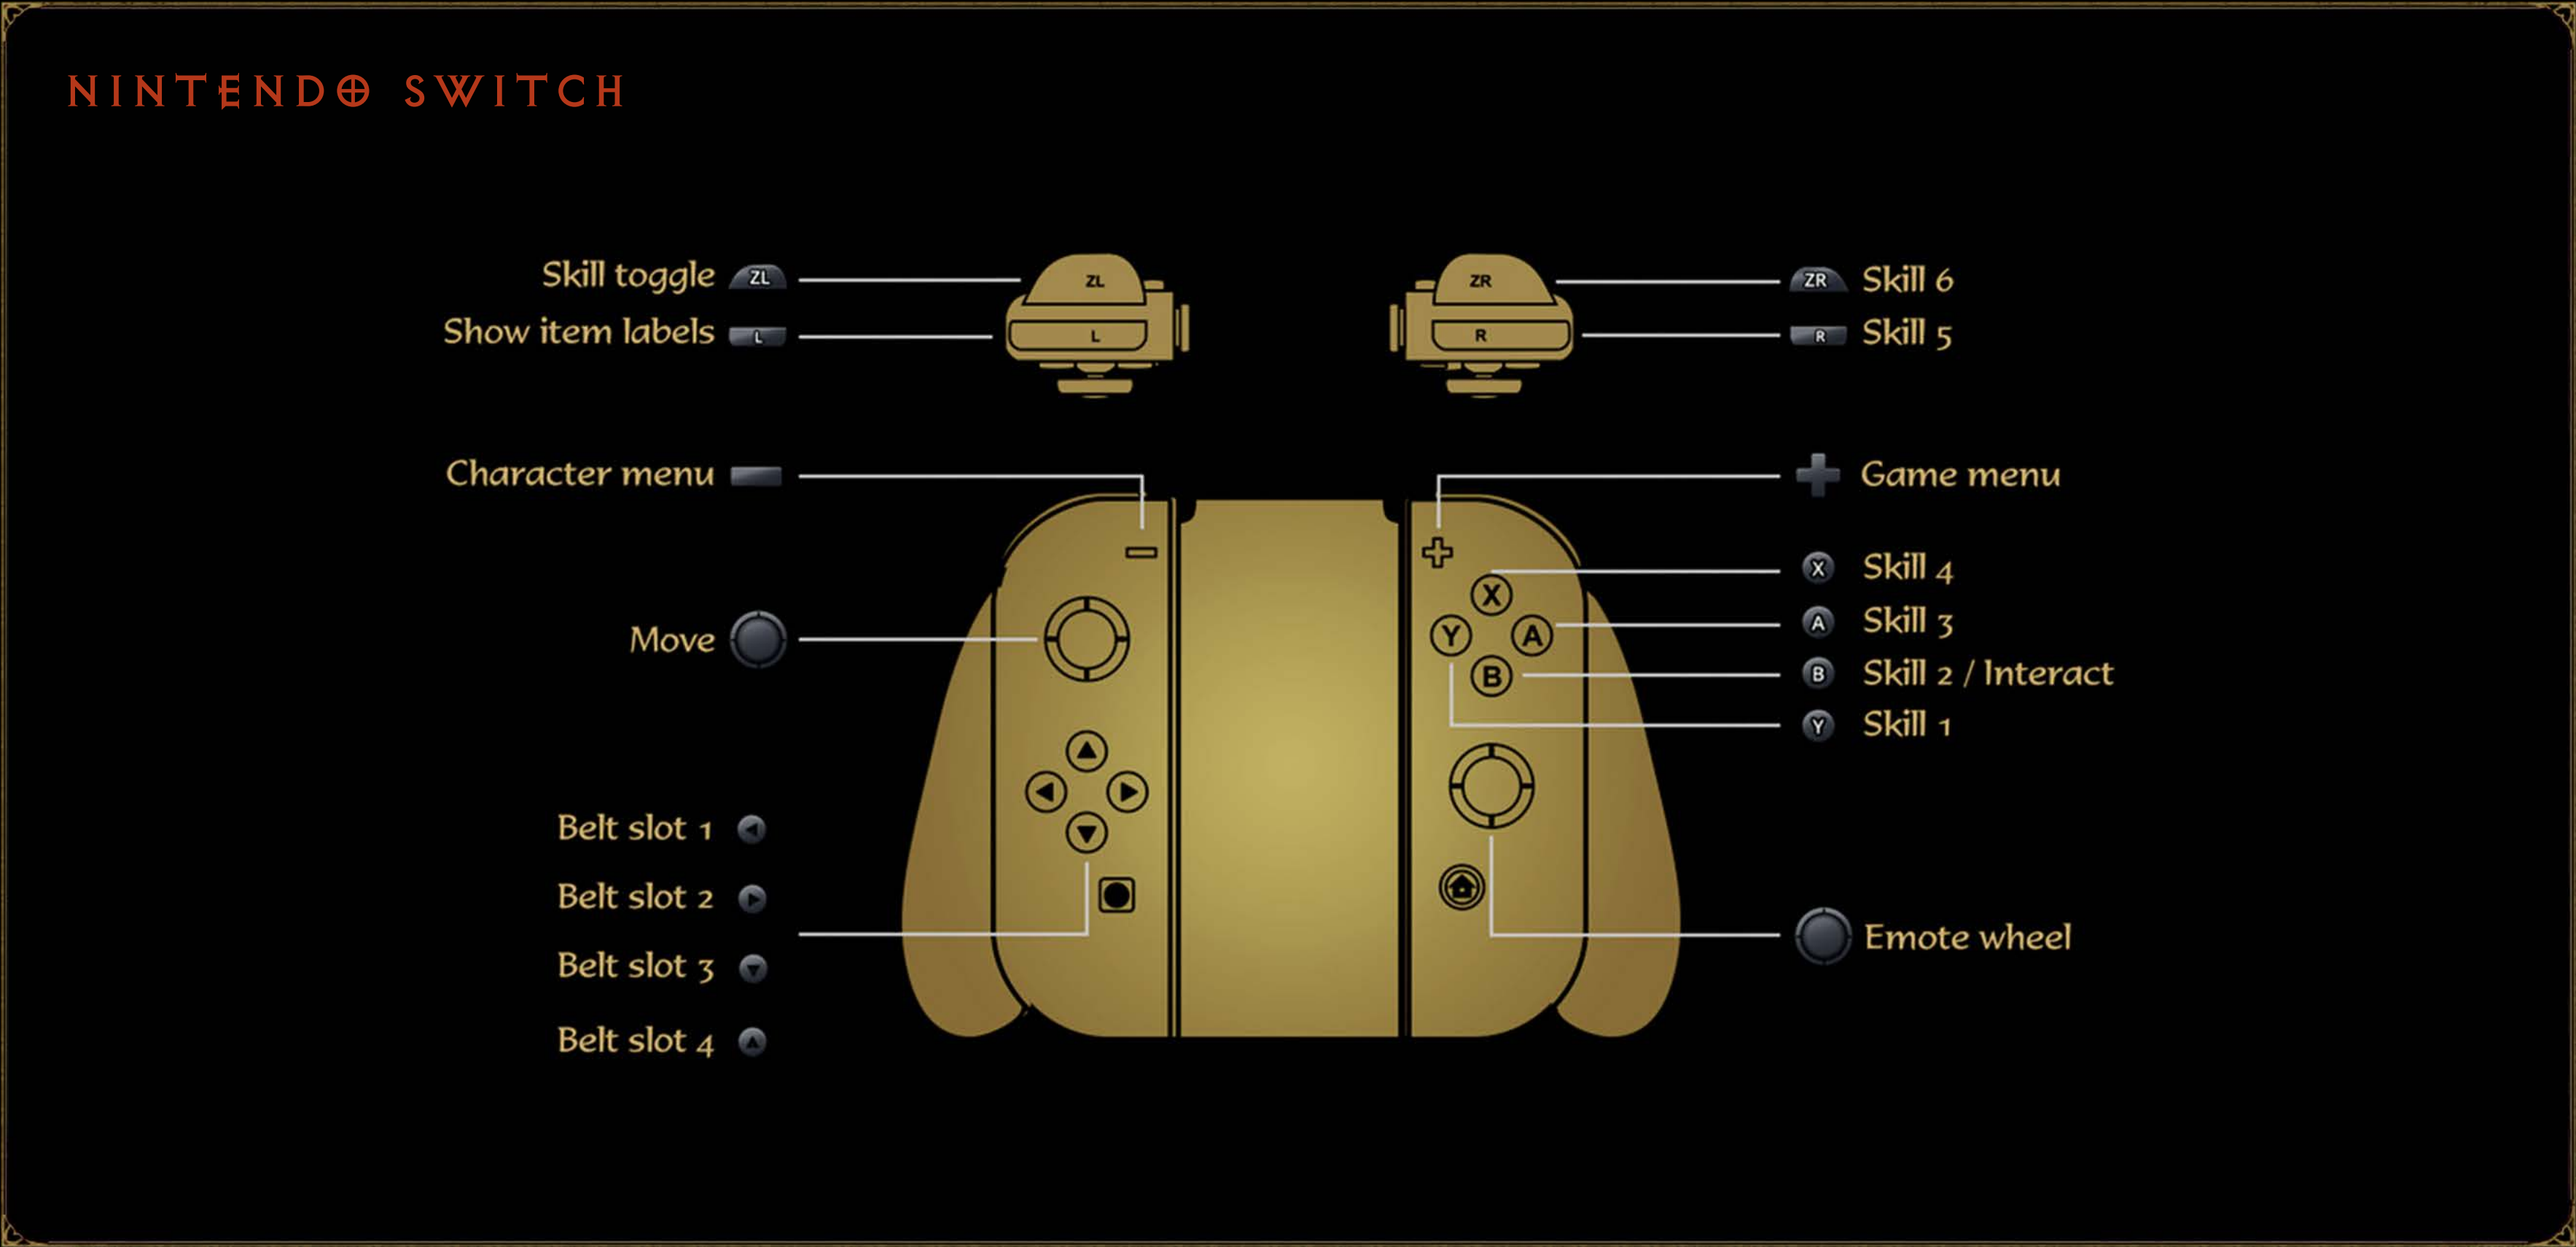 NINTENDO SWITCH
Skill toggle ZL
Show item labels L
ZL
L
ZR
R
ZR Skill 6
R Skill 5
Character menu
Game menu
Move
X
Y A
B
X Skill 4
A Skill 3
B Skill 2 / Interact
Y Skill 1
Belt slot 1
Belt slot 2
Belt slot 3
Belt slot 4
Emote wheel